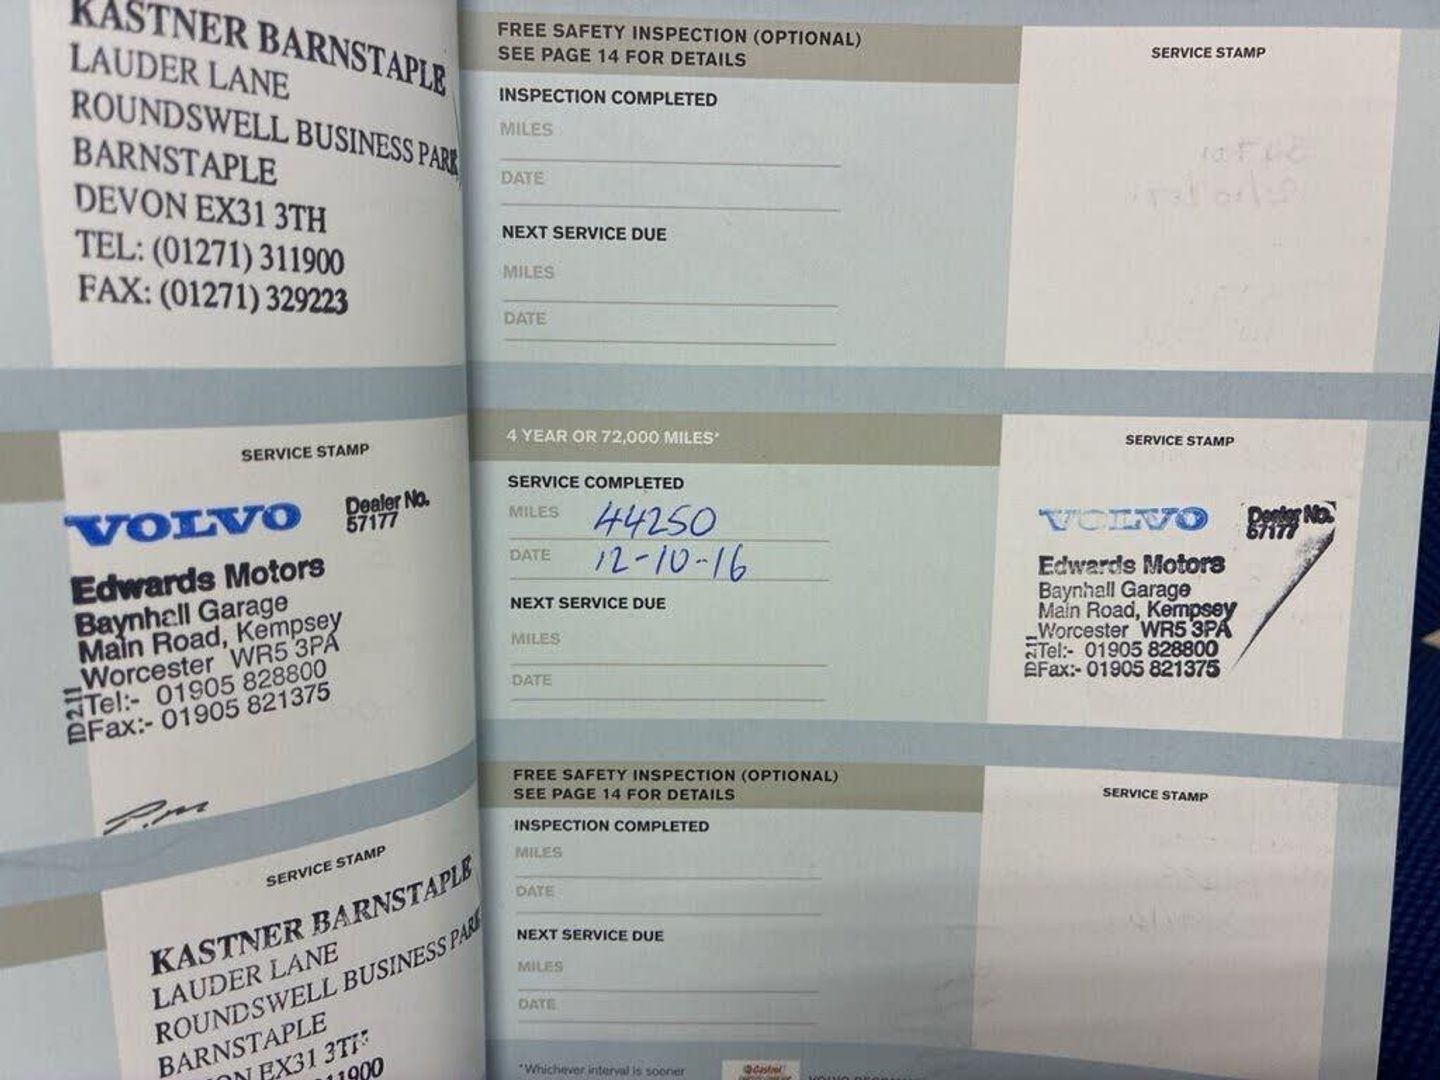 KASTNER BARNSTAPLE
LAUDER LANE
ROUNDSWELL BUSINESS PARK
BARNSTAPLE
DEVON EX31 3TH
TEL: (01271) 311900
FAX: (01271) 329223
SERVICE STAMP
VOLVO
Dealer No.
57177
Edwards Motors
Baynhall Garage
Main Road, Kempsey
Worcester WR5 3PA
Tel:- 01905 828800
Fax:- 01905 821375
ID2.11
SERVICE STAMP
KASTNER BARNSTAPLE
LAUDER LANE
ROUNDSWELL BUSINESS PARK
BARNSTAPLE
ON EX31 3TH
11900
FREE SAFETY INSPECTION (OPTIONAL)
SEE PAGE 14 FOR DETAILS
SERVICE STAMP
INSPECTION COMPLETED
MILES
DATE
NEXT SERVICE DUE
MILES
DATE
4 YEAR OR 72,000 MILES*
SERVICE STAMP
SERVICE COMPLETED
MILES 44250
DATE 12-10-16
NEXT SERVICE DUE
MILES
DATE
VOLVO
Dealer No.
57177
Edwards Motors
Baynhall Garage
Main Road, Kempsey
Worcester WR5 3PA
Tel:- 01905 828800
Fax:- 01905 821375
FREE SAFETY INSPECTION (OPTIONAL)
SEE PAGE 14 FOR DETAILS
SERVICE STAMP
INSPECTION COMPLETED
MILES
DATE
NEXT SERVICE DUE
MILES
DATE
*Whichever interval is sooner
Castrol